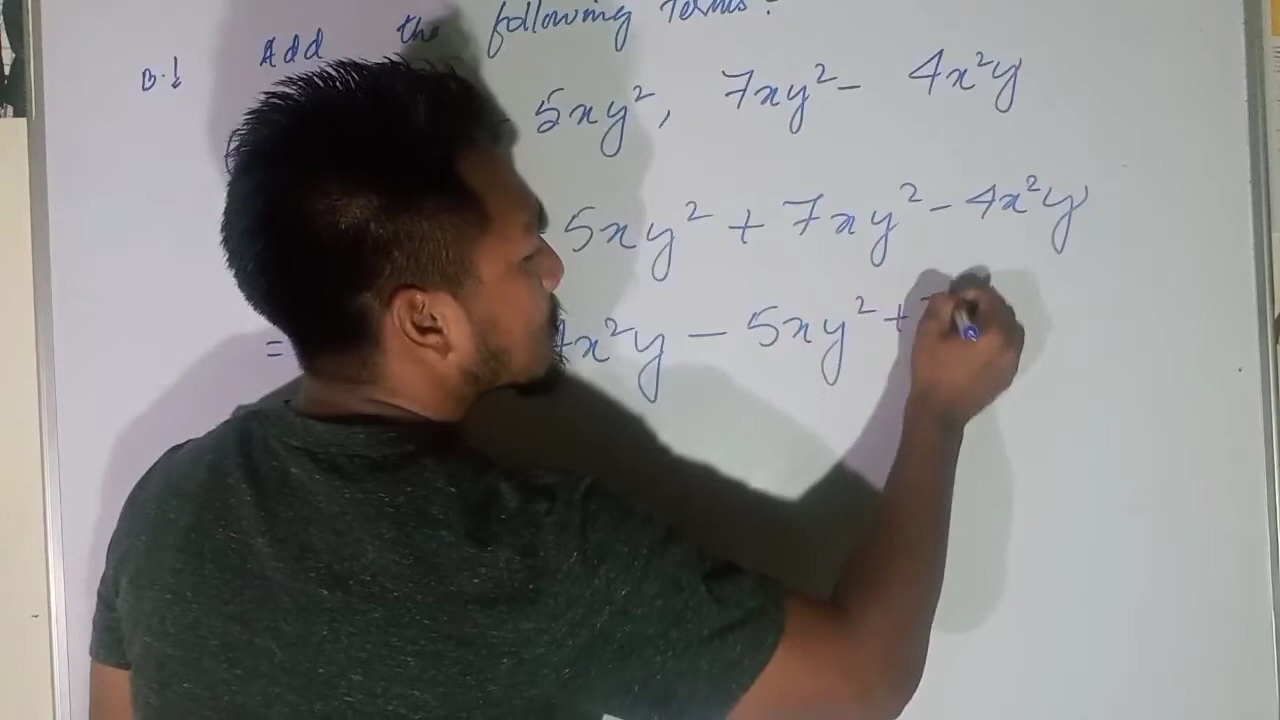 B.1 Add the following Terms:
- 5xy², 7xy² - 4x²y
5xy² + 7xy² - 4x²y
= 4x²y - 5xy² +